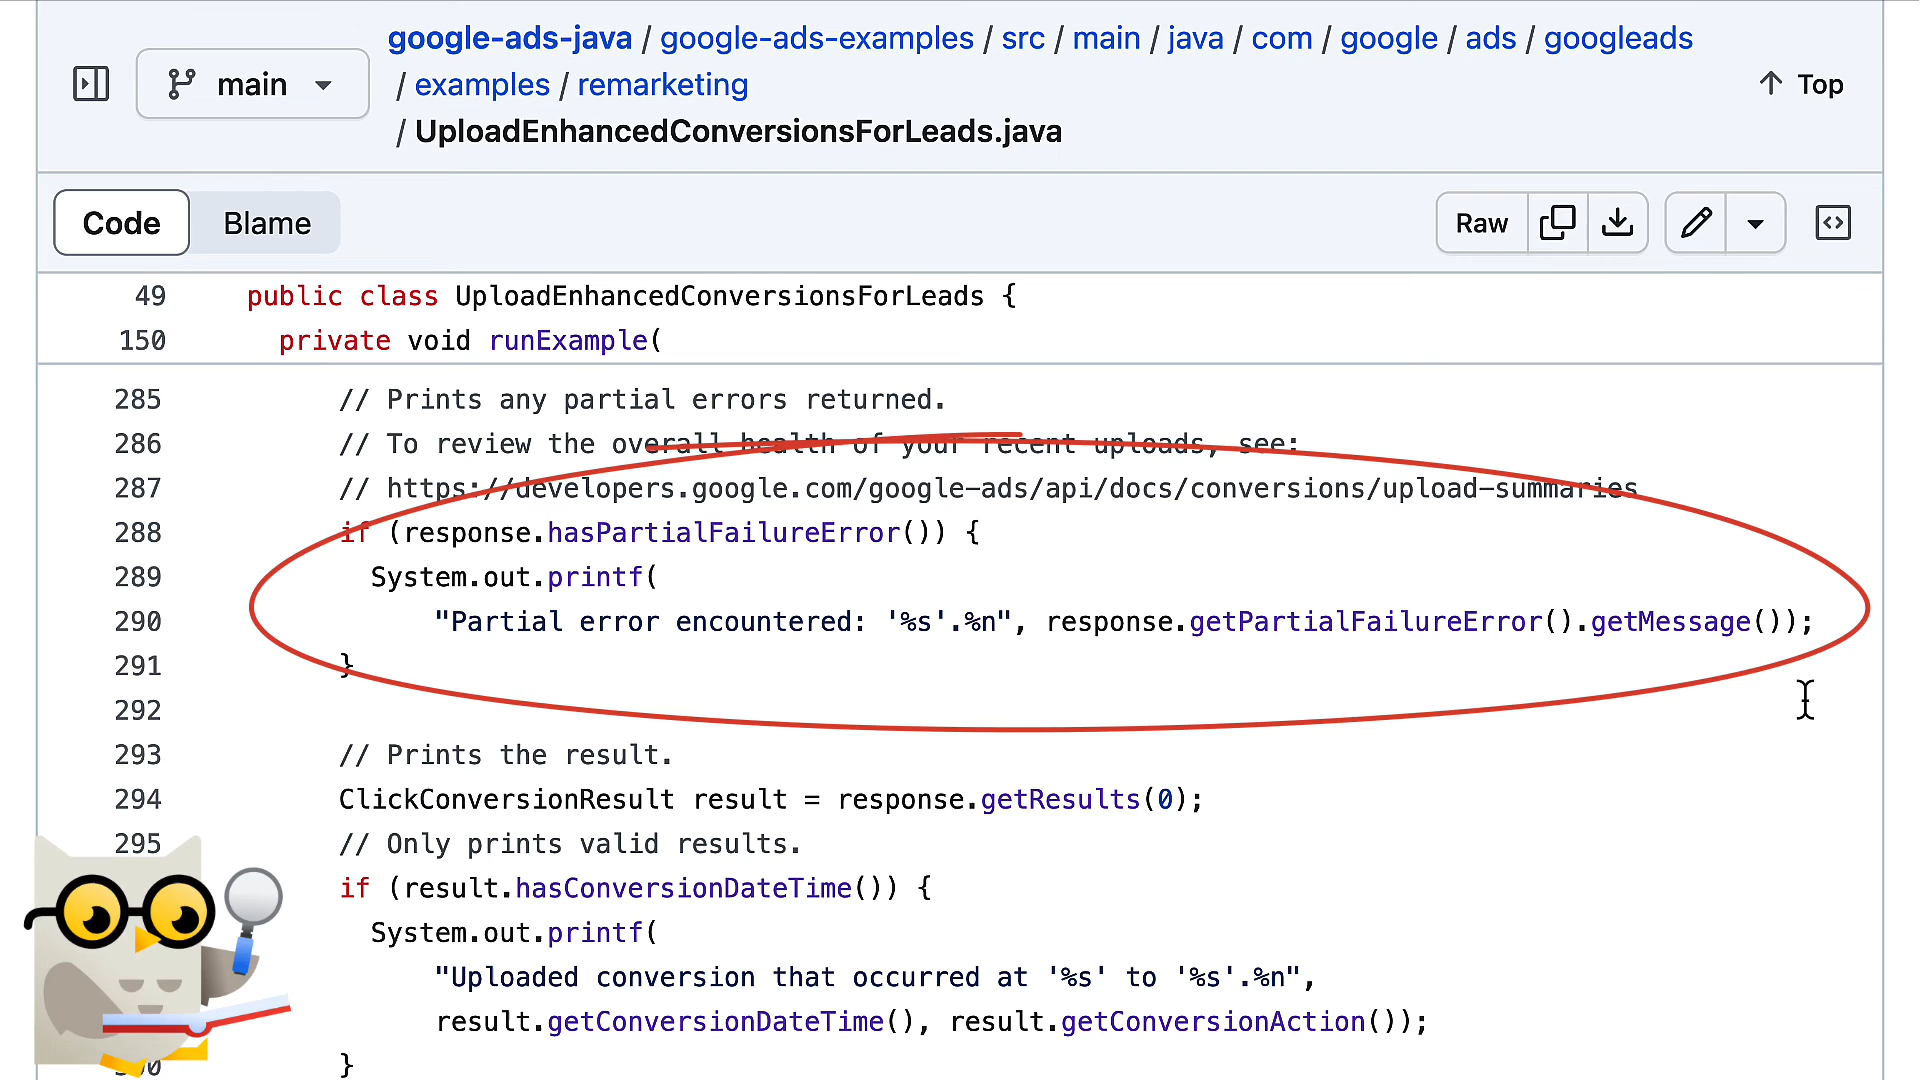 google-ads-java / google-ads-examples / src / main / java / com / google / ads / googleads
/ examples / remarketing
/ UploadEnhancedConversionsForLeads.java
main
Top
Code
Blame
Raw
49 public class UploadEnhancedConversionsForLeads {
150 private void runExample(
285 // Prints any partial errors returned.
286 // To review the overall health of your recent uploads, see:
287 // https://developers.google.com/google-ads/api/docs/conversions/upload-summaries
288 if (response.hasPartialFailureError()) {
289 System.out.printf(
290 "Partial error encountered: '%s'.%n", response.getPartialFailureError().getMessage());
291 }
292
293 // Prints the result.
294 ClickConversionResult result = response.getResults(0);
295 // Only prints valid results.
if (result.hasConversionDateTime()) {
System.out.printf(
"Uploaded conversion that occurred at '%s' to '%s'.%n",
result.getConversionDateTime(), result.getConversionAction());
}